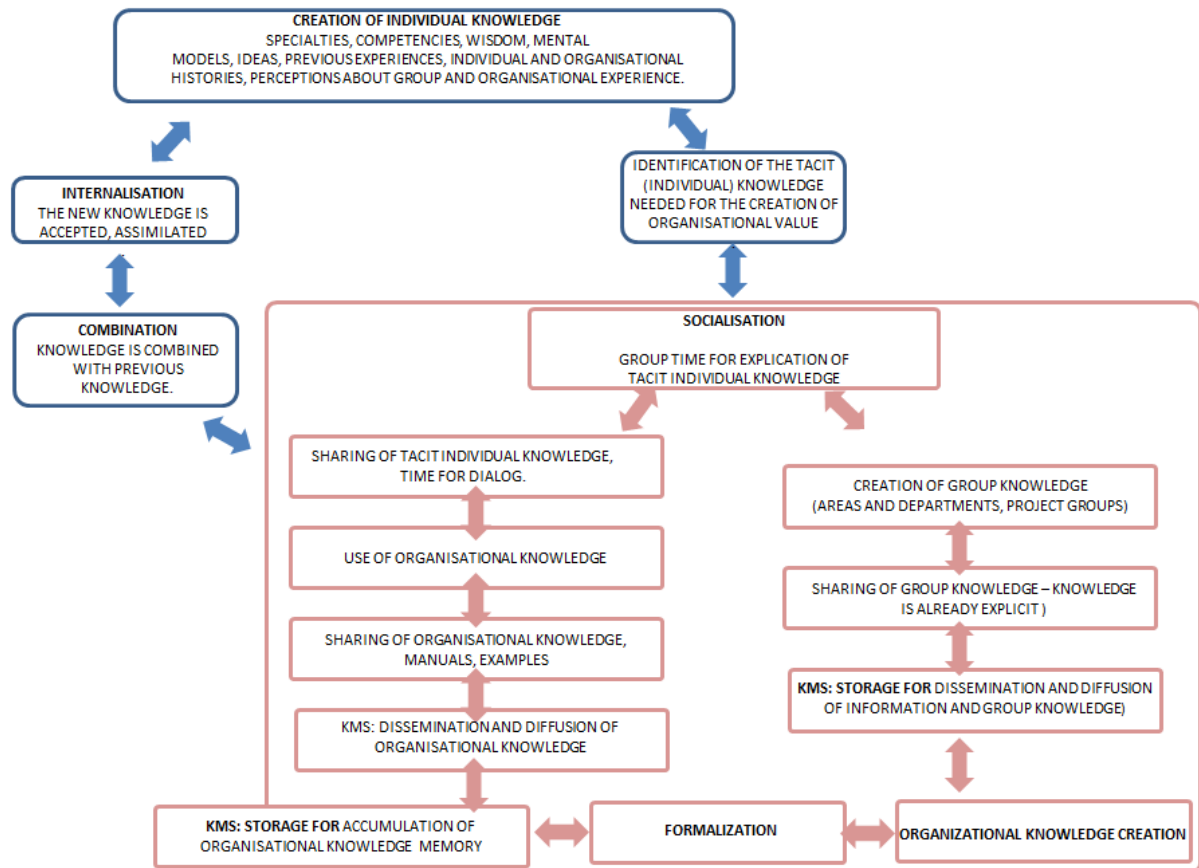 CREATION OF INDIVIDUAL KNOWLEDGE
SPECIALTIES, COMPETENCIES, WISDOM, MENTAL
MODELS, IDEAS, PREVIOUS EXPERIENCES, INDIVIDUAL AND ORGANISATIONAL
HISTORIES, PERCEPTIONS ABOUT GROUP AND ORGANISATIONAL EXPERIENCE.
INTERNALISATION
THE NEW KNOWLEDGE IS
ACCEPTED, ASSIMILATED
IDENTIFICATION OF THE TACIT
(INDIVIDUAL) KNOWLEDGE
NEEDED FOR THE CREATION OF
ORGANISATIONAL VALUE
COMBINATION
KNOWLEDGE IS COMBINED
WITH PREVIOUS
KNOWLEDGE.
SOCIALISATION
GROUP TIME FOR EXPLICATION OF
TACIT INDIVIDUAL KNOWLEDGE
SHARING OF TACIT INDIVIDUAL KNOWLEDGE,
TIME FOR DIALOG.
USE OF ORGANISATIONAL KNOWLEDGE
SHARING OF ORGANISATIONAL KNOWLEDGE,
MANUALS, EXAMPLES
KMS: DISSEMINATION AND DIFFUSION OF
ORGANISATIONAL KNOWLEDGE
CREATION OF GROUP KNOWLEDGE
(AREAS AND DEPARTMENTS, PROJECT GROUPS)
SHARING OF GROUP KNOWLEDGE – KNOWLEDGE
IS ALREADY EXPLICIT )
KMS: STORAGE FOR DISSEMINATION AND DIFFUSION
OF INFORMATION AND GROUP KNOWLEDGE)
KMS: STORAGE FOR ACCUMULATION OF
ORGANISATIONAL KNOWLEDGE MEMORY
FORMALIZATION
ORGANIZATIONAL KNOWLEDGE CREATION